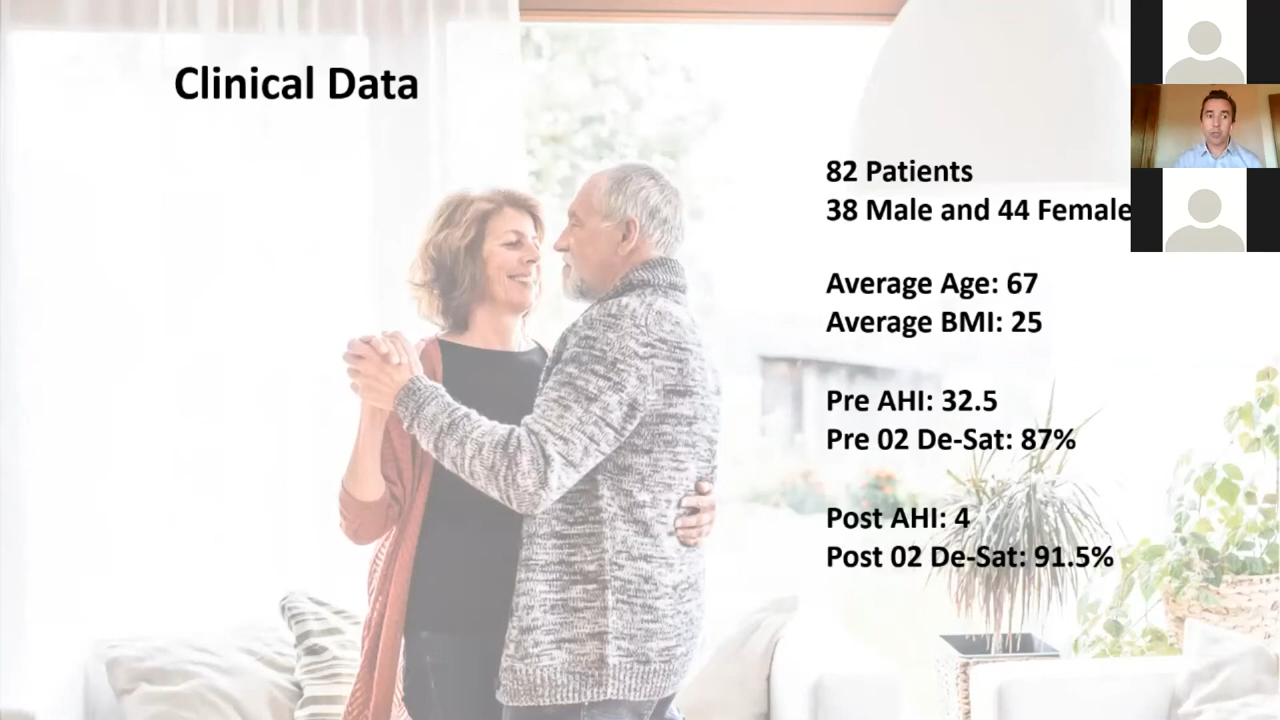 Clinical Data
82 Patients
38 Male and 44 Female
Average Age: 67
Average BMI: 25
Pre AHI: 32.5
Pre 02 De-Sat: 87%
Post AHI: 4
Post 02 De-Sat: 91.5%